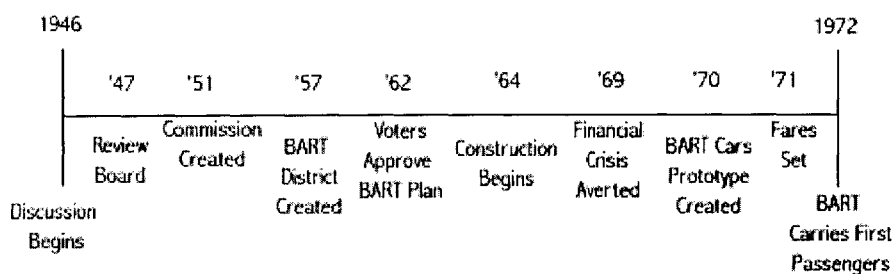 1946
1972
'47
'51
'57
'62
'64
'69
'70
'71
Review
Board
Commission
Created
BART
District
Created
Voters
Approve
BART Plan
Construction
Begins
Financial
Crisis
Averted
BART Cars
Prototype
Created
Fares
Set
Discussion
Begins
BART
Carries First
Passengers